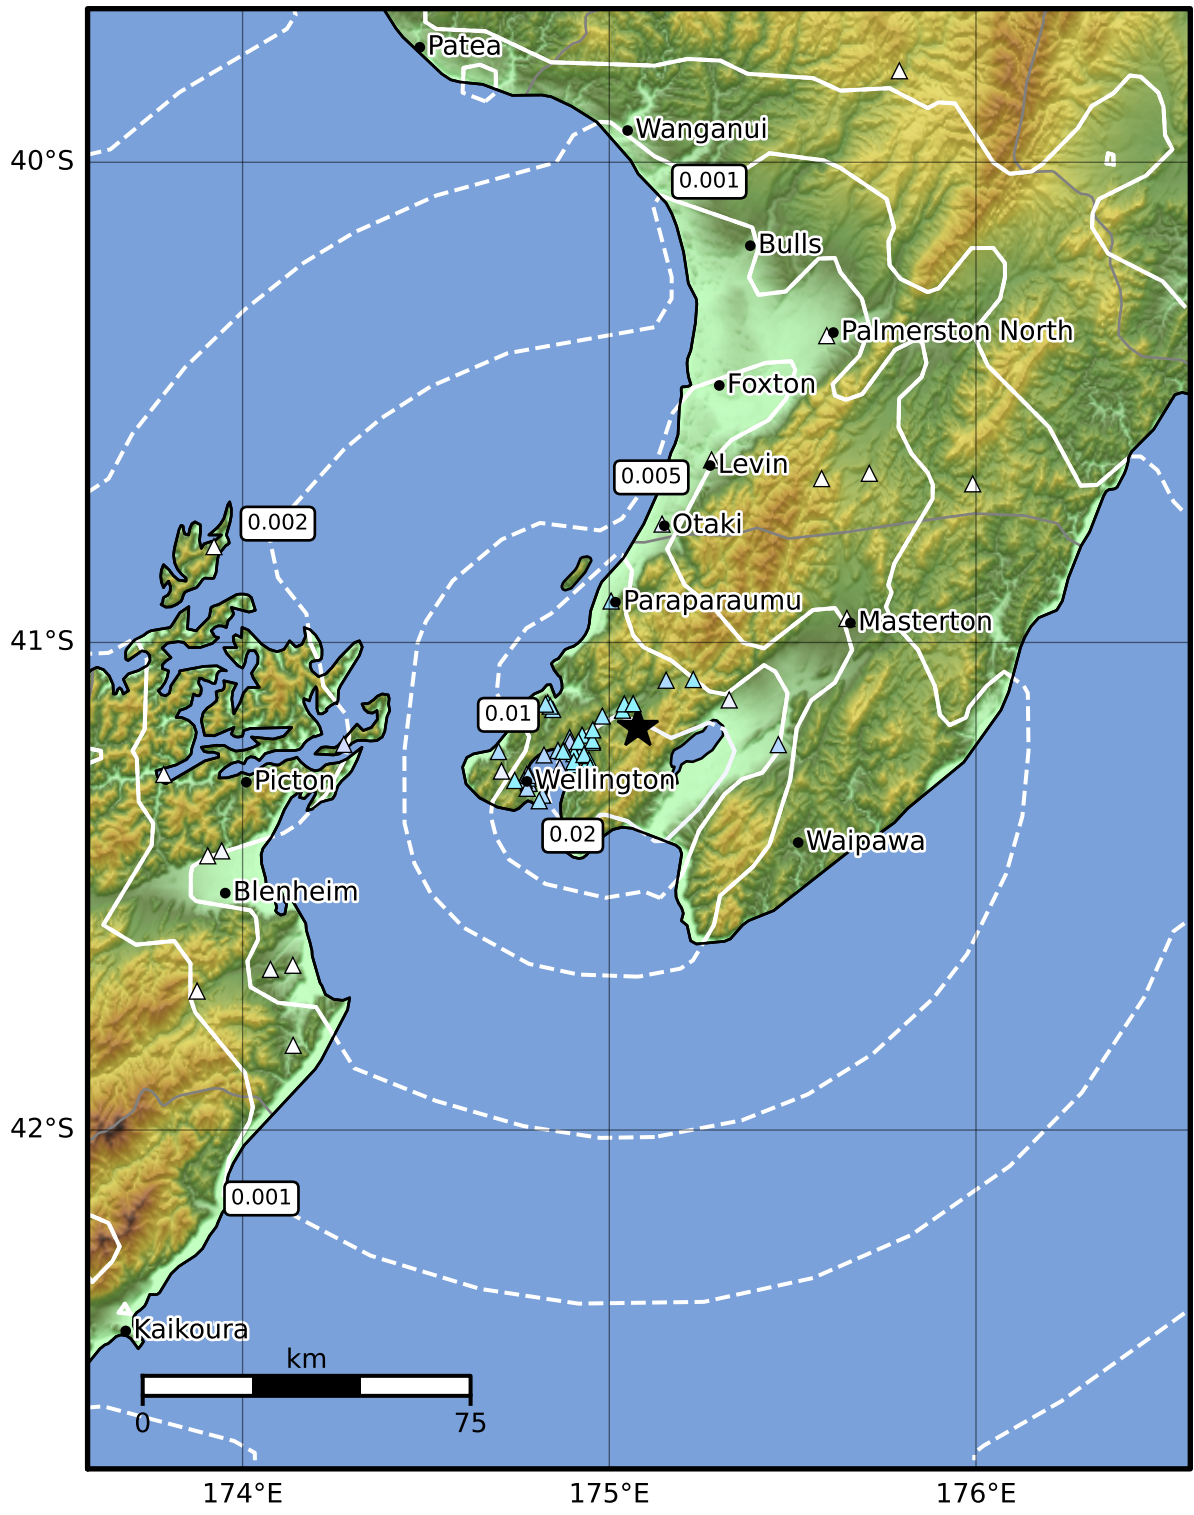 Patea
Wanganui
40°S
0.001
Bulls
Palmerston North
Foxton
Levin
0.005
0.002
Otaki
Paraparaumu
Masterton
41°S
0.01
Picton
Wellington
0.02
Waipawa
Blenheim
42°S
0.001
Kaikoura
km
0 75
174°E 175°E 176°E